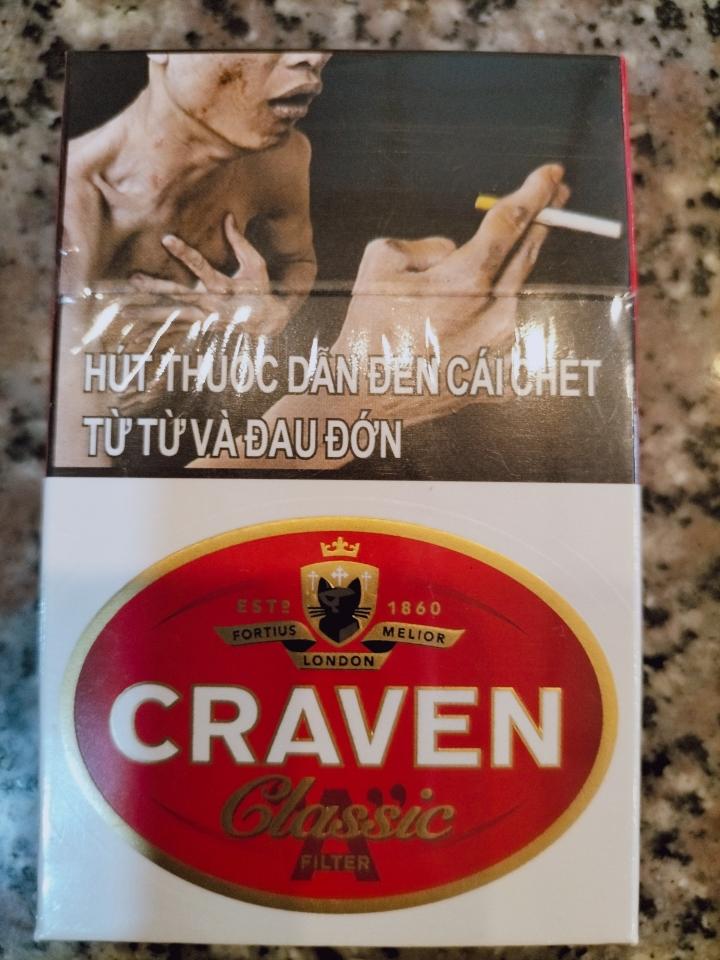 HÚT THUỐC DẪN ĐẾN CÁI CHẾT
TỪ TỪ VÀ ĐAU ĐỚN
ESTD 1860
FORTIUS MELIOR
LONDON
CRAVEN
"A"
Classic
FILTER